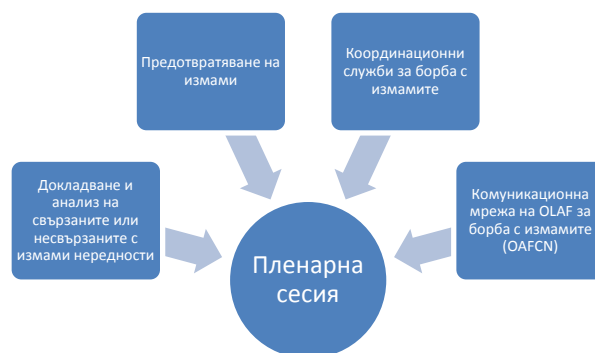 Предотвратяване на
измами
Координационни
служби за борба с
измамите
Докладване и
анализ на
свързаните или
несвързаните с
измами нередности
Комуникационна
мрежа на OLAF за
борба с измамите
(OAFCN)
Пленарна
сесия